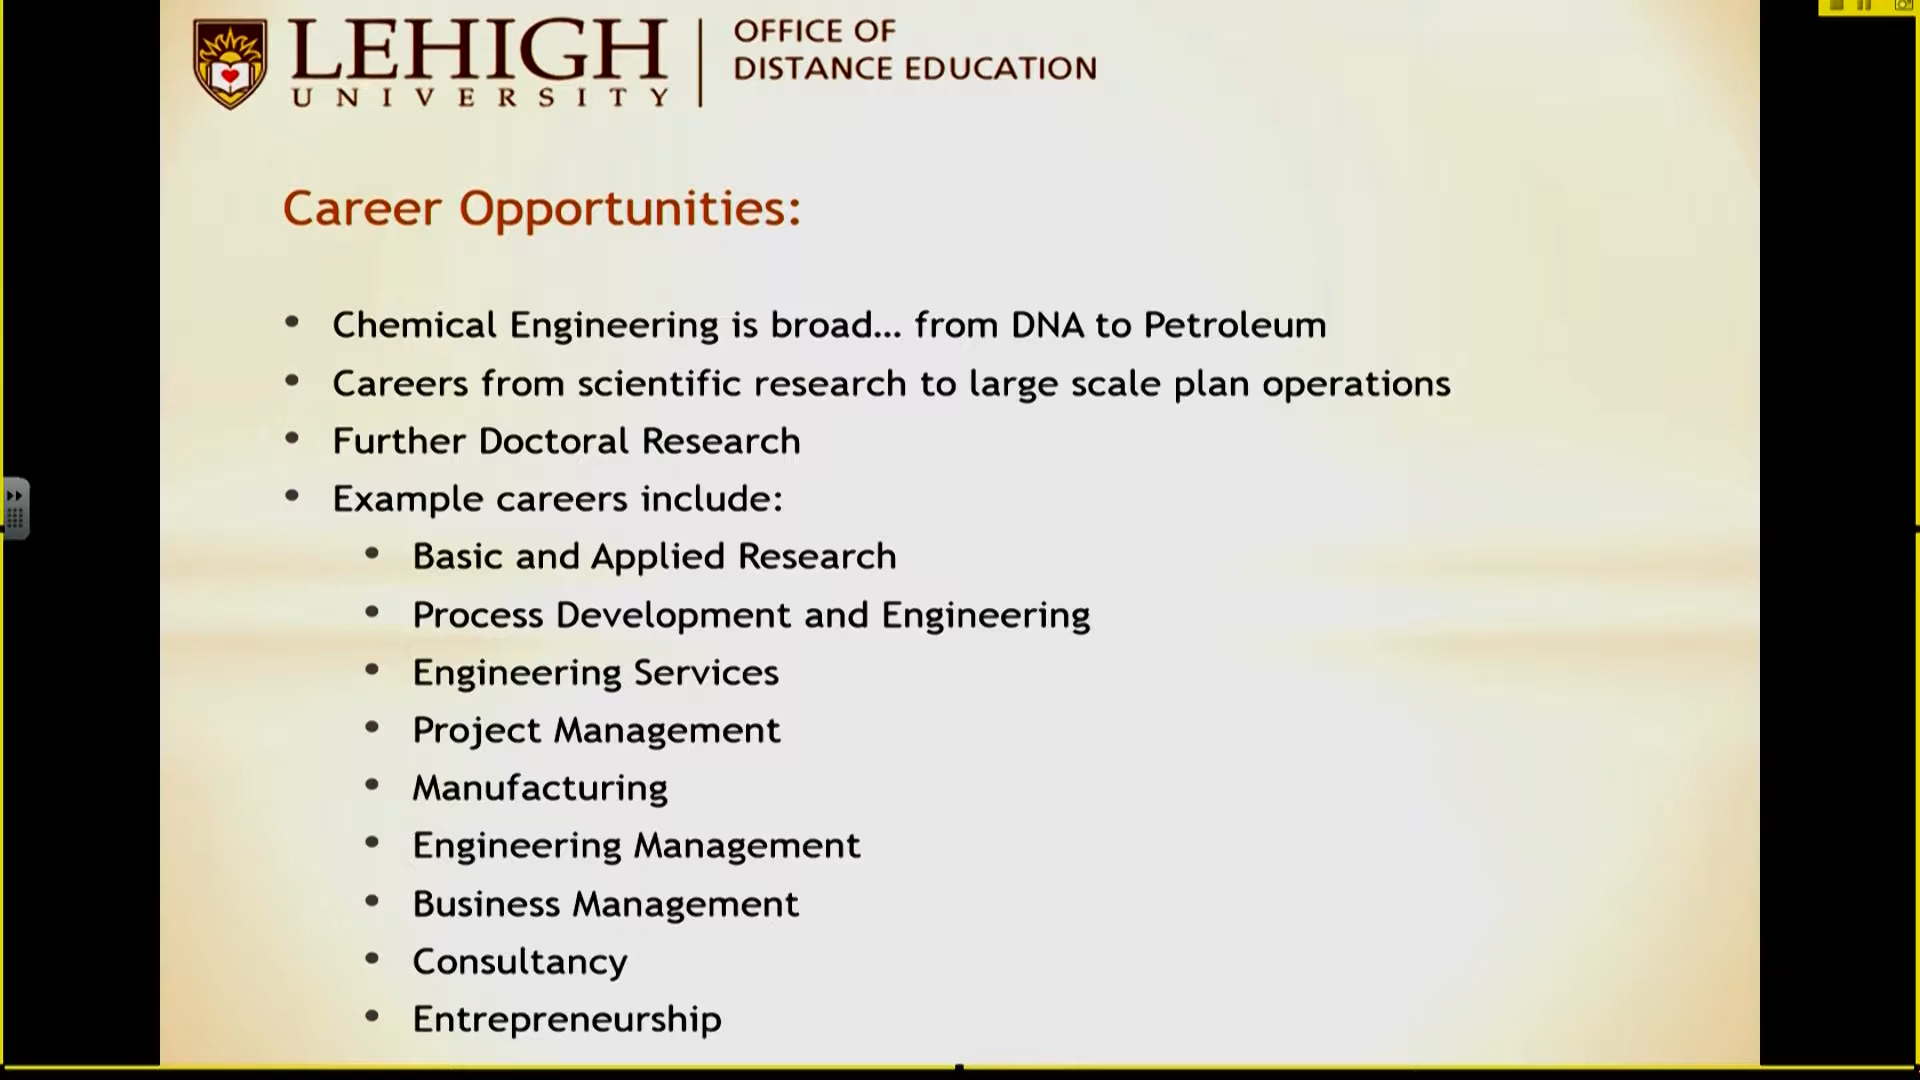 LEHIGH
UNIVERSITY
OFFICE OF
DISTANCE EDUCATION
Career Opportunities:
• Chemical Engineering is broad... from DNA to Petroleum
• Careers from scientific research to large scale plan operations
• Further Doctoral Research
• Example careers include:
• Basic and Applied Research
• Process Development and Engineering
• Engineering Services
• Project Management
• Manufacturing
• Engineering Management
• Business Management
• Consultancy
• Entrepreneurship